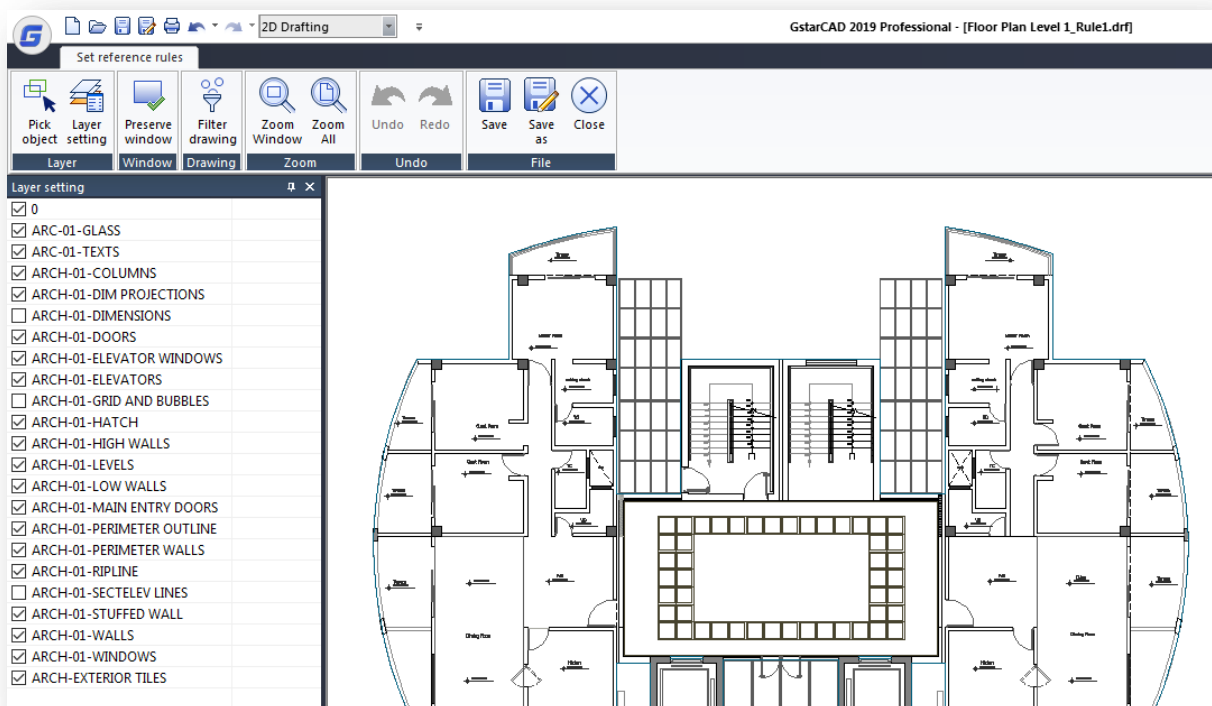 G
2D Drafting
GstarCAD 2019 Professional - [Floor Plan Level 1_Rule1.drf]
Set reference rules
Pick object
Layer setting
Preserve window
Filter drawing
Zoom Window
Zoom All
Undo
Redo
Save
Save as
Close
Layer
Window
Drawing
Zoom
Undo
File
Layer setting
0
ARC-01-GLASS
ARC-01-TEXTS
ARCH-01-COLUMNS
ARCH-01-DIM PROJECTIONS
ARCH-01-DIMENSIONS
ARCH-01-DOORS
ARCH-01-ELEVATOR WINDOWS
ARCH-01-ELEVATORS
ARCH-01-GRID AND BUBBLES
ARCH-01-HATCH
ARCH-01-HIGH WALLS
ARCH-01-LEVELS
ARCH-01-LOW WALLS
ARCH-01-MAIN ENTRY DOORS
ARCH-01-PERIMETER OUTLINE
ARCH-01-PERIMETER WALLS
ARCH-01-RIPLINE
ARCH-01-SECTELEV LINES
ARCH-01-STUFFED WALL
ARCH-01-WALLS
ARCH-01-WINDOWS
ARCH-EXTERIOR TILES